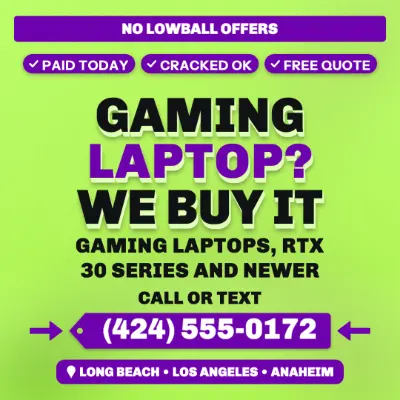 NO LOWBALL OFFERS
✓ PAID TODAY ✓ CRACKED OK ✓ FREE QUOTE
GAMING
LAPTOP?
WE BUY IT
GAMING LAPTOPS, RTX
30 SERIES AND NEWER
CALL OR TEXT
(424) 555-0172
LONG BEACH • LOS ANGELES • ANAHEIM